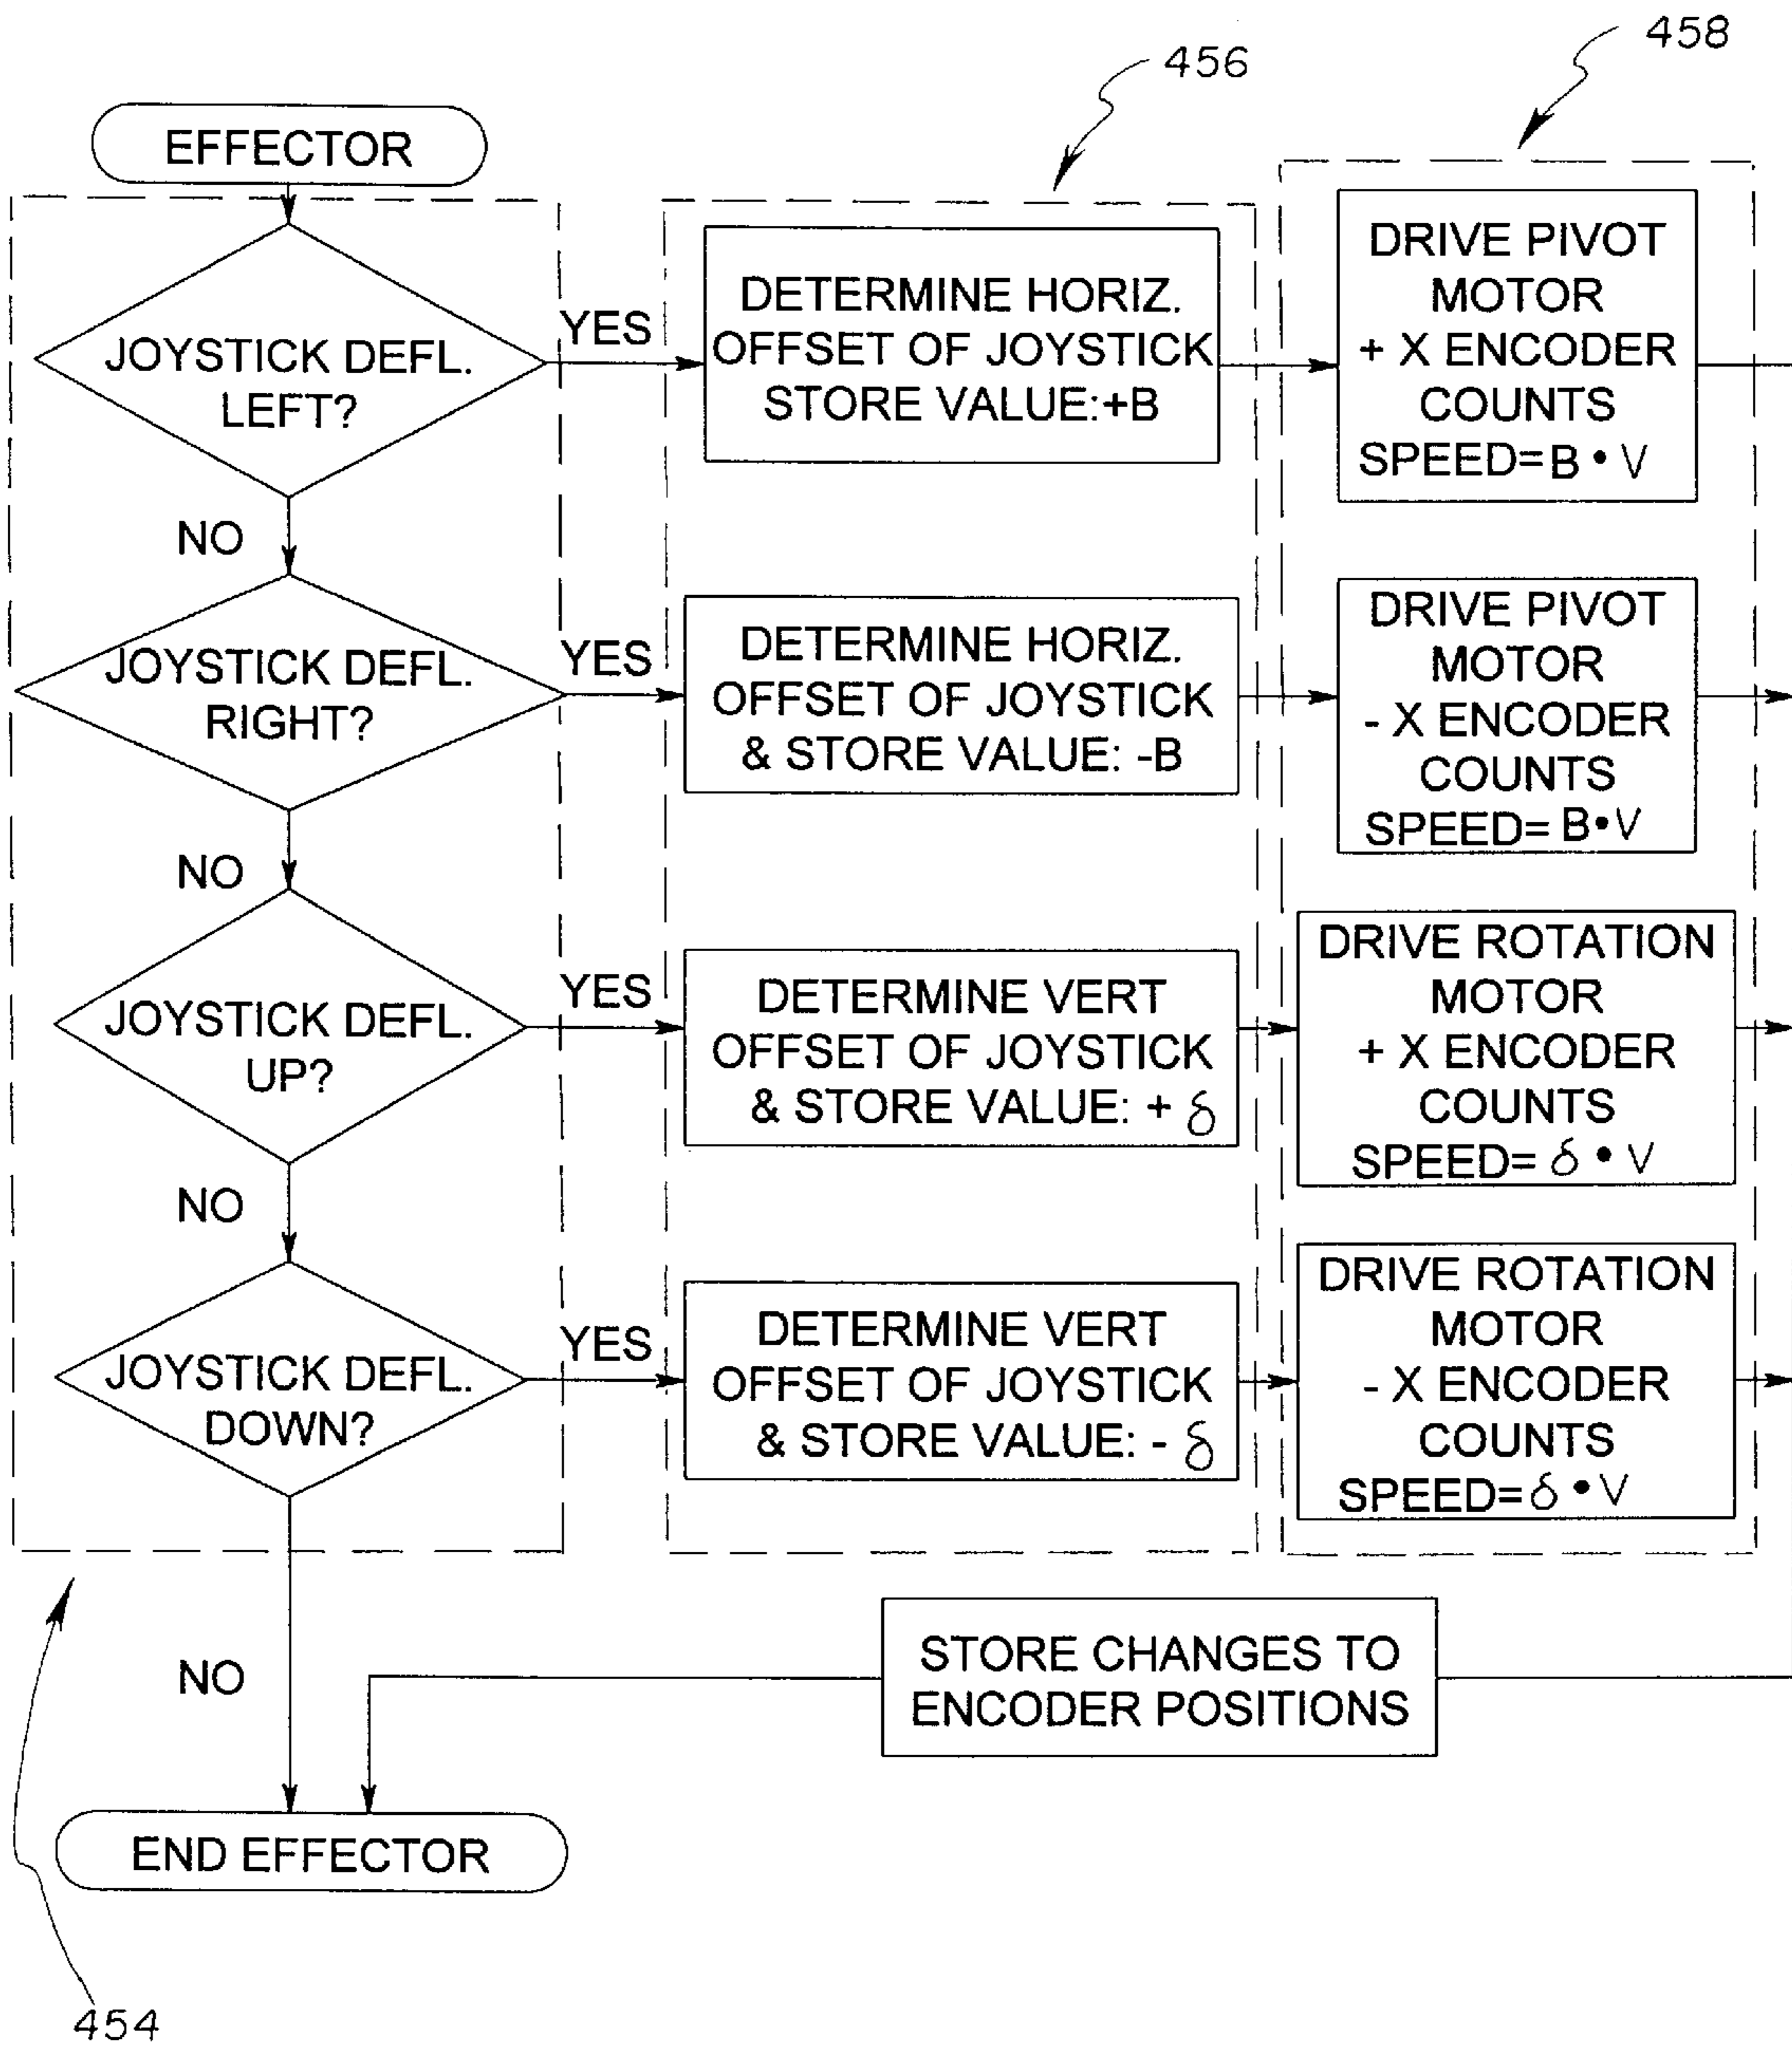 458
456
EFFECTOR
JOYSTICK DEFL.
LEFT?
YES
DETERMINE HORIZ.
OFFSET OF JOYSTICK
STORE VALUE:+B
DRIVE PIVOT
MOTOR
+ X ENCODER
COUNTS
SPEED=B • V
NO
JOYSTICK DEFL.
RIGHT?
YES
DETERMINE HORIZ.
OFFSET OF JOYSTICK
& STORE VALUE: -B
DRIVE PIVOT
MOTOR
- X ENCODER
COUNTS
SPEED= B•V
NO
JOYSTICK DEFL.
UP?
YES
DETERMINE VERT
OFFSET OF JOYSTICK
& STORE VALUE: + δ
DRIVE ROTATION
MOTOR
+ X ENCODER
COUNTS
SPEED= δ • V
NO
JOYSTICK DEFL.
DOWN?
YES
DETERMINE VERT
OFFSET OF JOYSTICK
& STORE VALUE: - δ
DRIVE ROTATION
MOTOR
- X ENCODER
COUNTS
SPEED=δ • V
NO
STORE CHANGES TO
ENCODER POSITIONS
END EFFECTOR
454